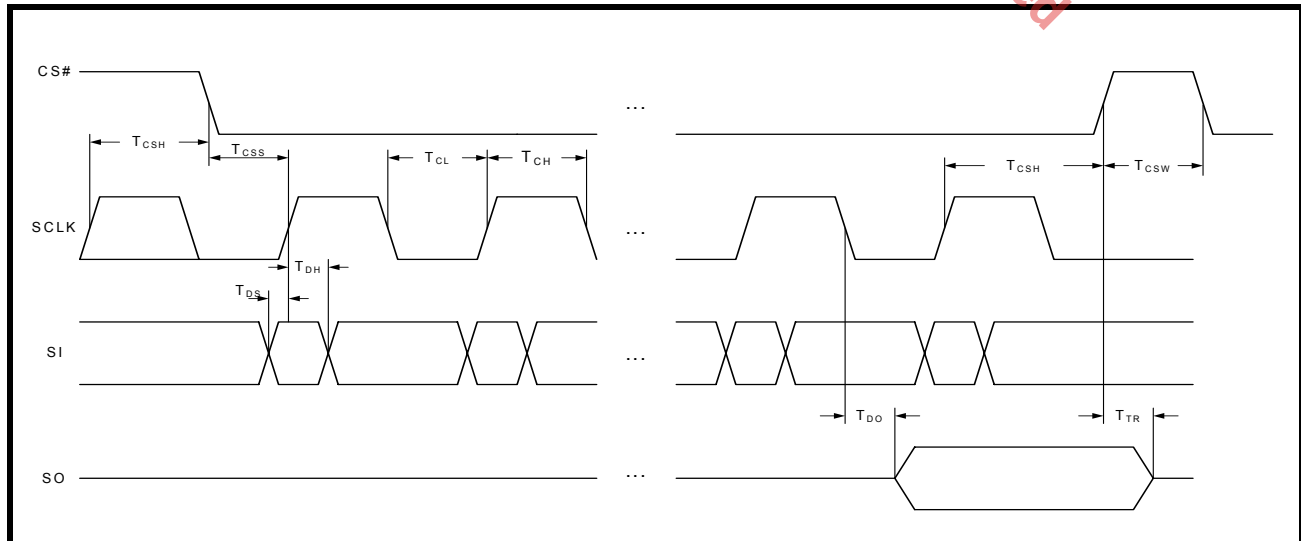 CS#
...
TCSH
TCSS
TCL
TCH
TCSH
TCSW
SCLK
...
TDH
TDS
SI
...
TDO
TTR
SO
...